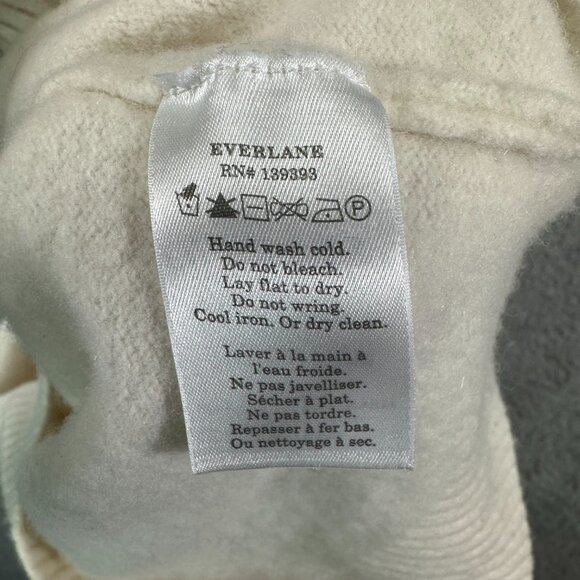 EVERLANE
RN# 139393
P
Hand wash cold.
Do not bleach.
Lay flat to dry.
Do not wring.
Cool iron. Or dry clean.
Laver à la main à
l'eau froide.
Ne pas javelliser.
Sécher à plat.
Ne pas tordre.
Repasser à fer bas.
Ou nettoyage à sec.